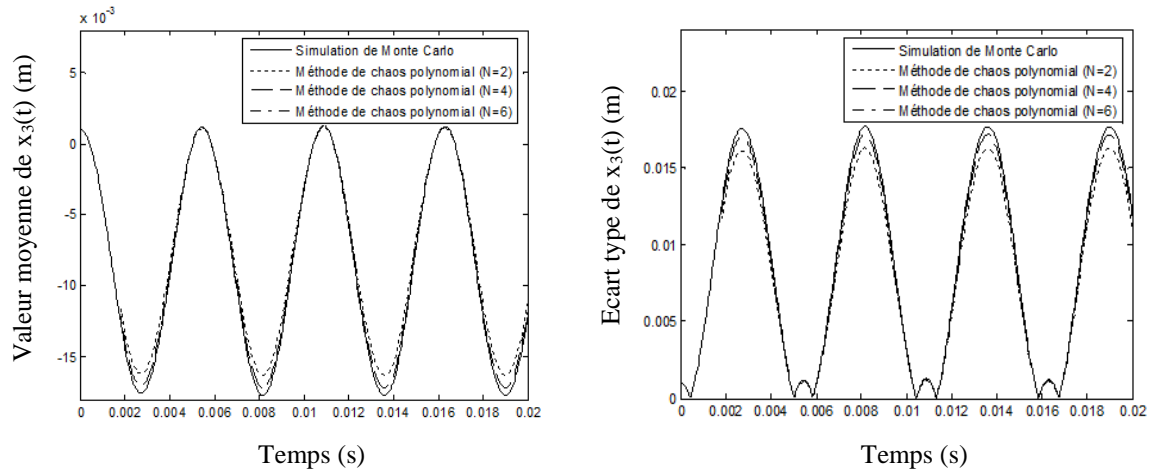 x 10⁻³
5
0
-5
-10
-15
0 0.002 0.004 0.006 0.008 0.01 0.012 0.014 0.016 0.018 0.02
Valeur moyenne de x₃(t) (m)
Temps (s)
Simulation de Monte Carlo
Méthode de chaos polynomial (N=2)
Méthode de chaos polynomial (N=4)
Méthode de chaos polynomial (N=6)
0.02
0.015
0.01
0.005
0
0 0.002 0.004 0.006 0.008 0.01 0.012 0.014 0.016 0.018 0.02
Ecart type de x₃(t) (m)
Temps (s)
Simulation de Monte Carlo
Méthode de chaos polynomial (N=2)
Méthode de chaos polynomial (N=4)
Méthode de chaos polynomial (N=6)